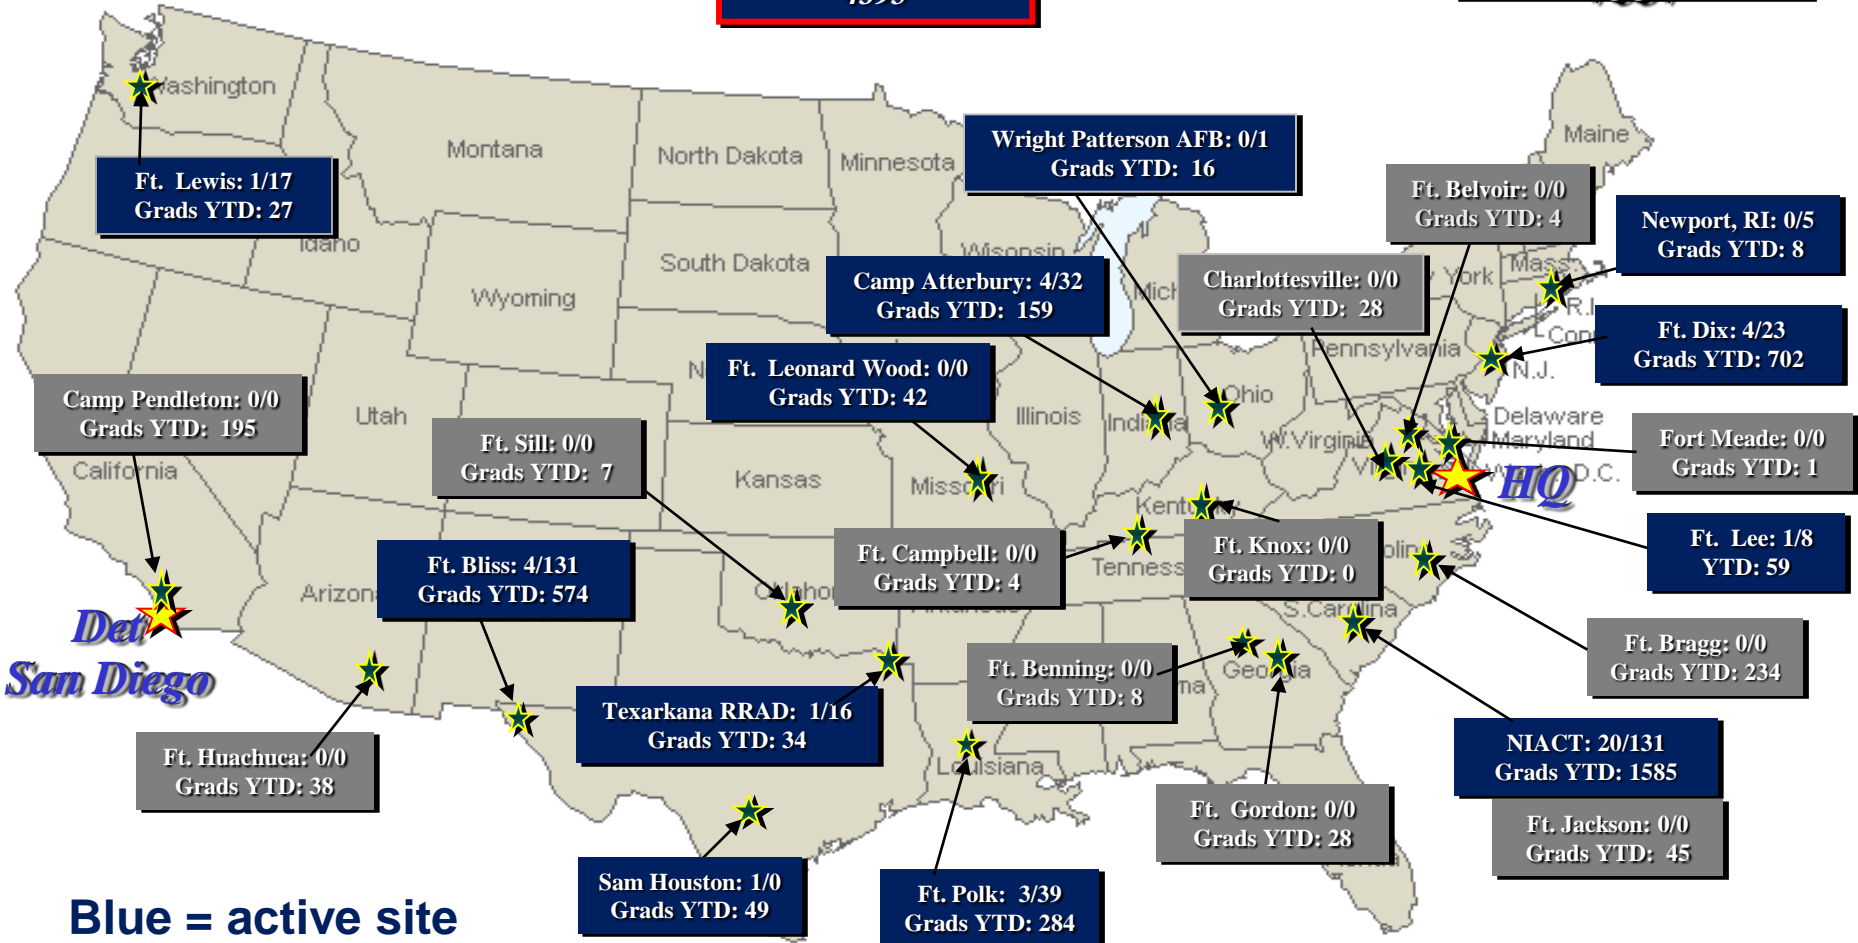 Washington
Montana
North Dakota
Minnesota
Maine
Wright Patterson AFB: 0/1
Grads YTD: 16
Ft. Lewis: 1/17
Grads YTD: 27
Ft. Belvoir: 0/0
Grads YTD: 4
Newport, RI: 0/5
Grads YTD: 8
Idaho
South Dakota
Wisconsin
Wyoming
Camp Atterbury: 4/32
Grads YTD: 159
Charlottesville: 0/0
Grads YTD: 28
York
Mass.
R.I.
Ft. Dix: 4/23
Grads YTD: 702
Pennsylvania
N.J.
Ft. Leonard Wood: 0/0
Grads YTD: 42
Camp Pendleton: 0/0
Grads YTD: 195
Utah
Illinois
Indiana
Ohio
Delaware
Maryland
W.Virginia
Ft. Sill: 0/0
Grads YTD: 7
Fort Meade: 0/0
Grads YTD: 1
California
Kansas
Missouri
D.C.
HQ
Kentucky
Ft. Campbell: 0/0
Grads YTD: 4
Ft. Knox: 0/0
Grads YTD: 0
Ft. Lee: 1/8
YTD: 59
Ft. Bliss: 4/131
Grads YTD: 574
S.Carolina
Det
San Diego
Ft. Bragg: 0/0
Grads YTD: 234
Ft. Benning: 0/0
Grads YTD: 8
Georgia
Texarkana RRAD: 1/16
Grads YTD: 34
Ft. Huachuca: 0/0
Grads YTD: 38
Louisiana
NIACT: 20/131
Grads YTD: 1585
Ft. Gordon: 0/0
Grads YTD: 28
Ft. Jackson: 0/0
Grads YTD: 45
Sam Houston: 1/0
Grads YTD: 49
Ft. Polk: 3/39
Grads YTD: 284
Blue = active site